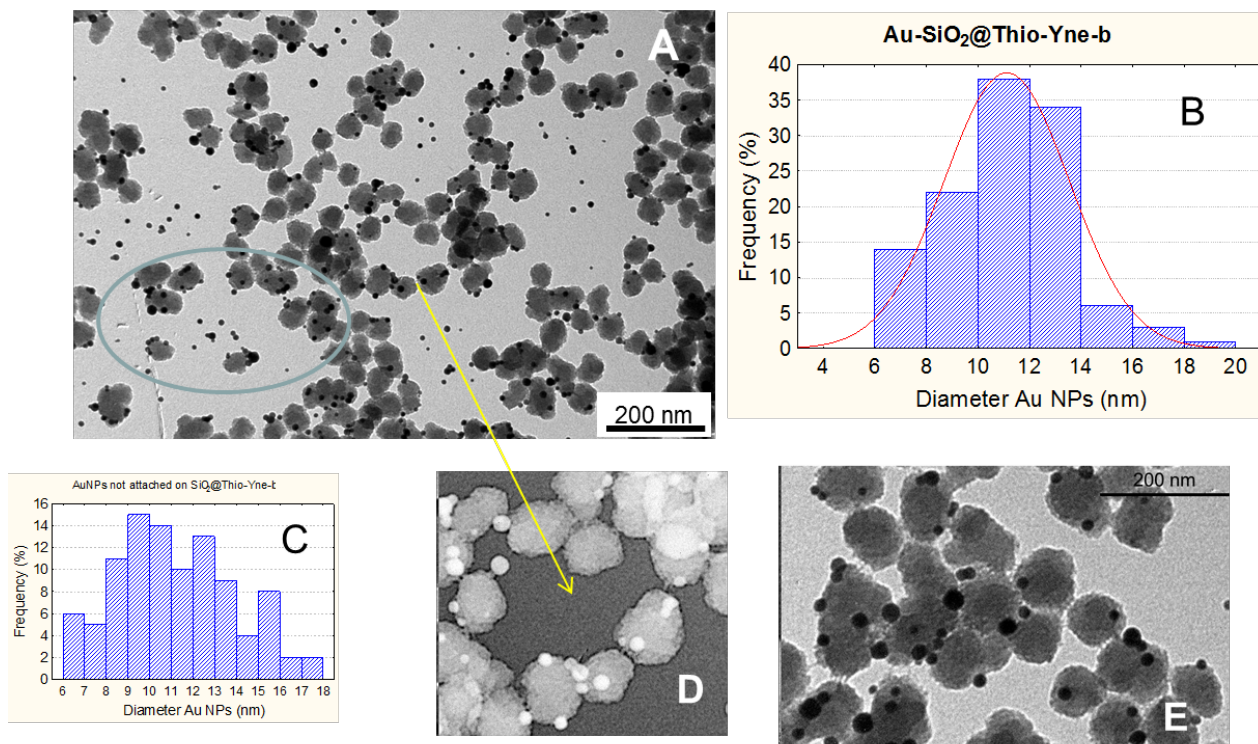 A
200 nm
Au-SiO₂@Thio-Yne-b
B
Frequency (%)
40
35
30
25
20
15
10
5
0
4 6 8 10 12 14 16 18 20
Diameter Au NPs (nm)
AuNPs not attached on SiO₂@Thio-Yne-b
C
Frequency (%)
16
14
12
10
8
6
4
2
0
6 7 8 9 10 11 12 13 14 15 16 17 18
Diameter Au NPs (nm)
D
200 nm
E